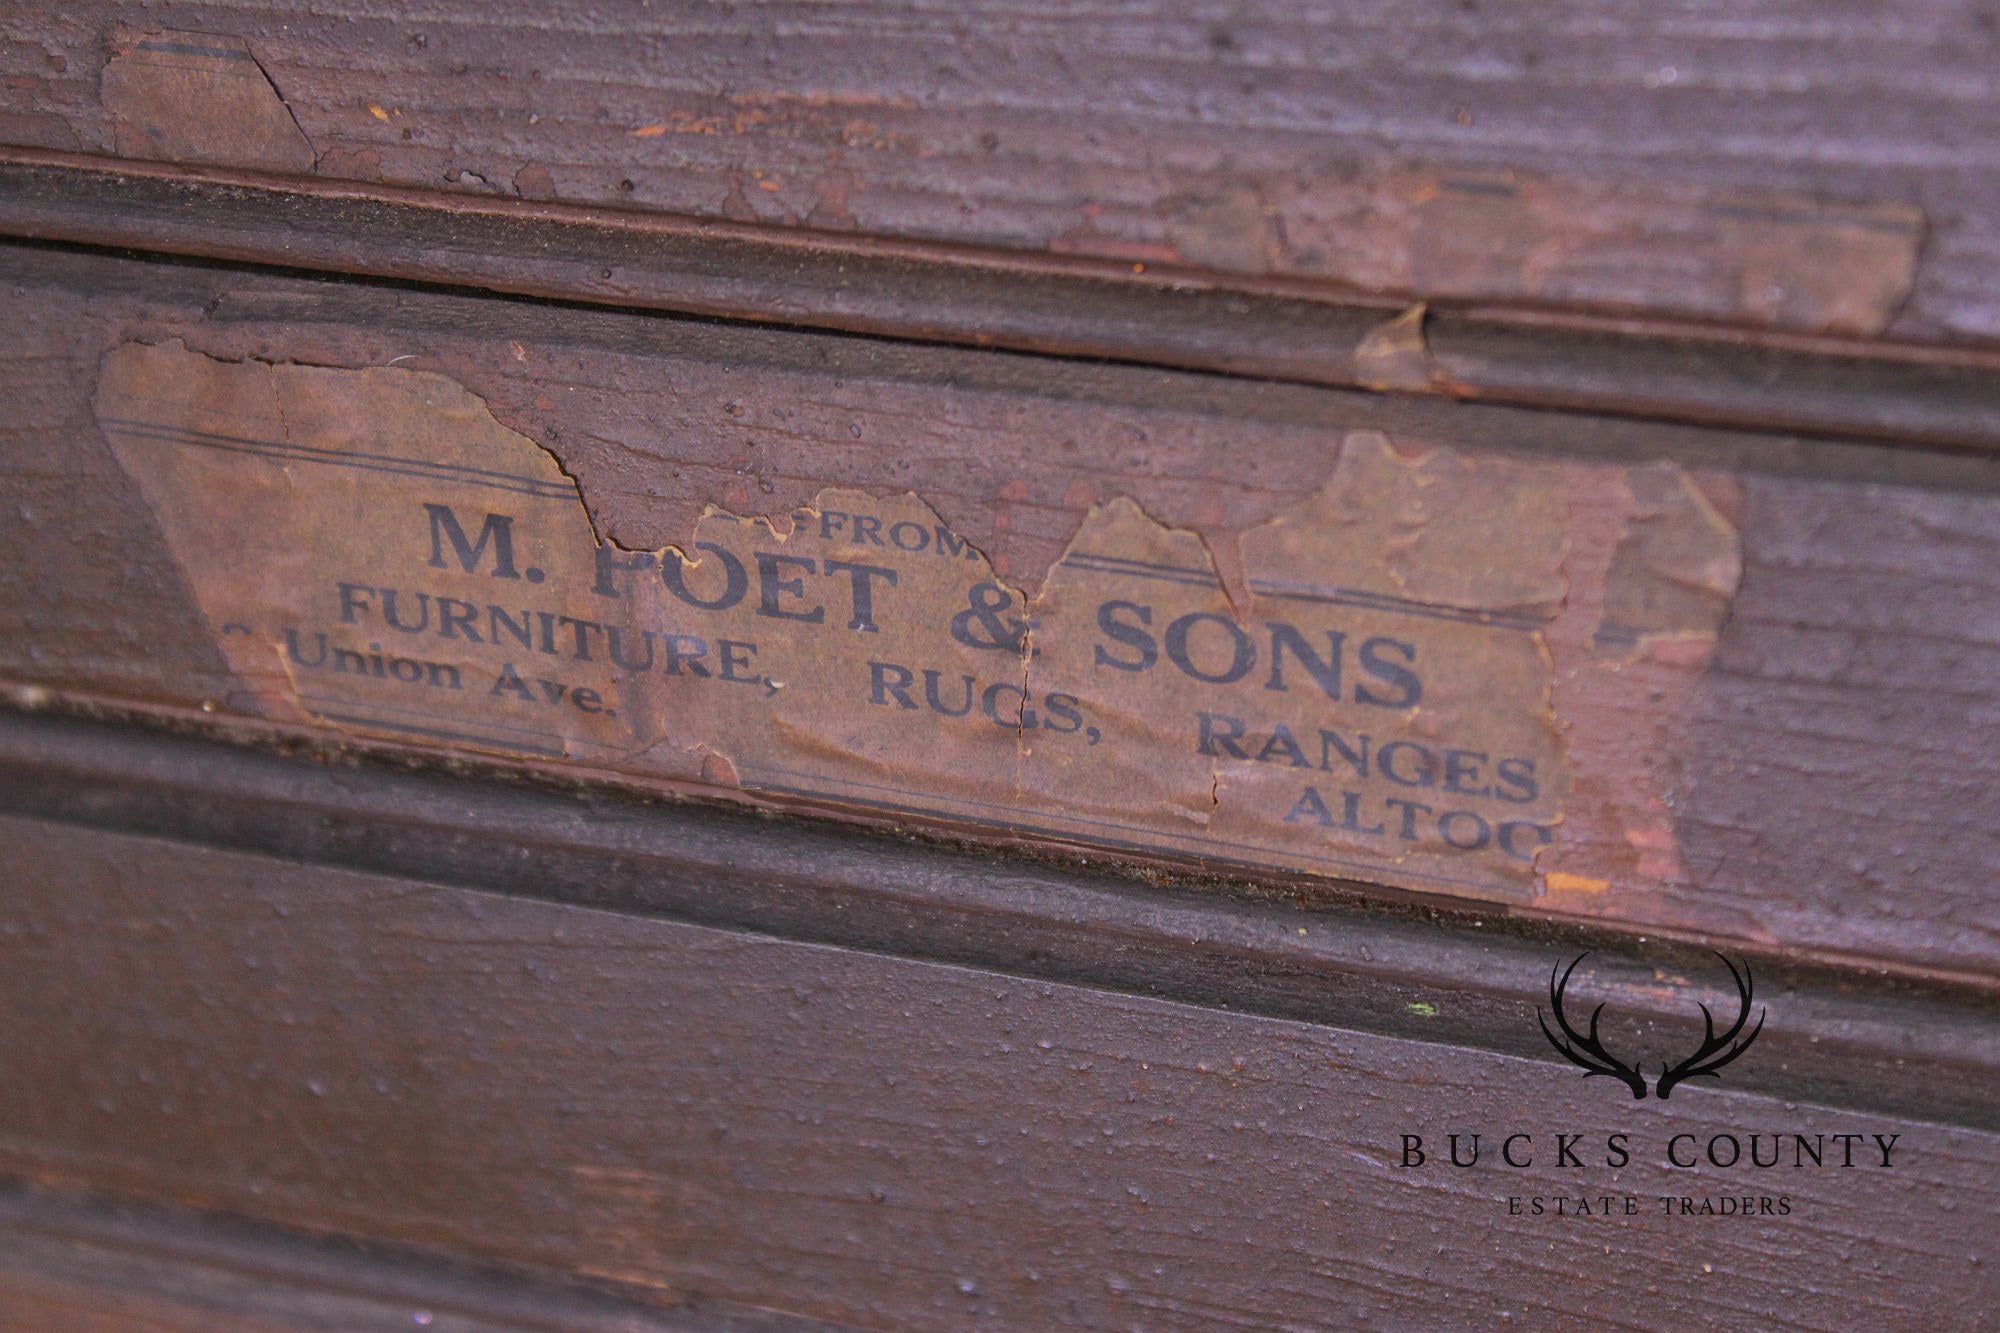 FROM
M. POET & SONS
FURNITURE, RUGS, RANGES
Union Ave. ALTOO
BUCKS COUNTY
ESTATE TRADERS